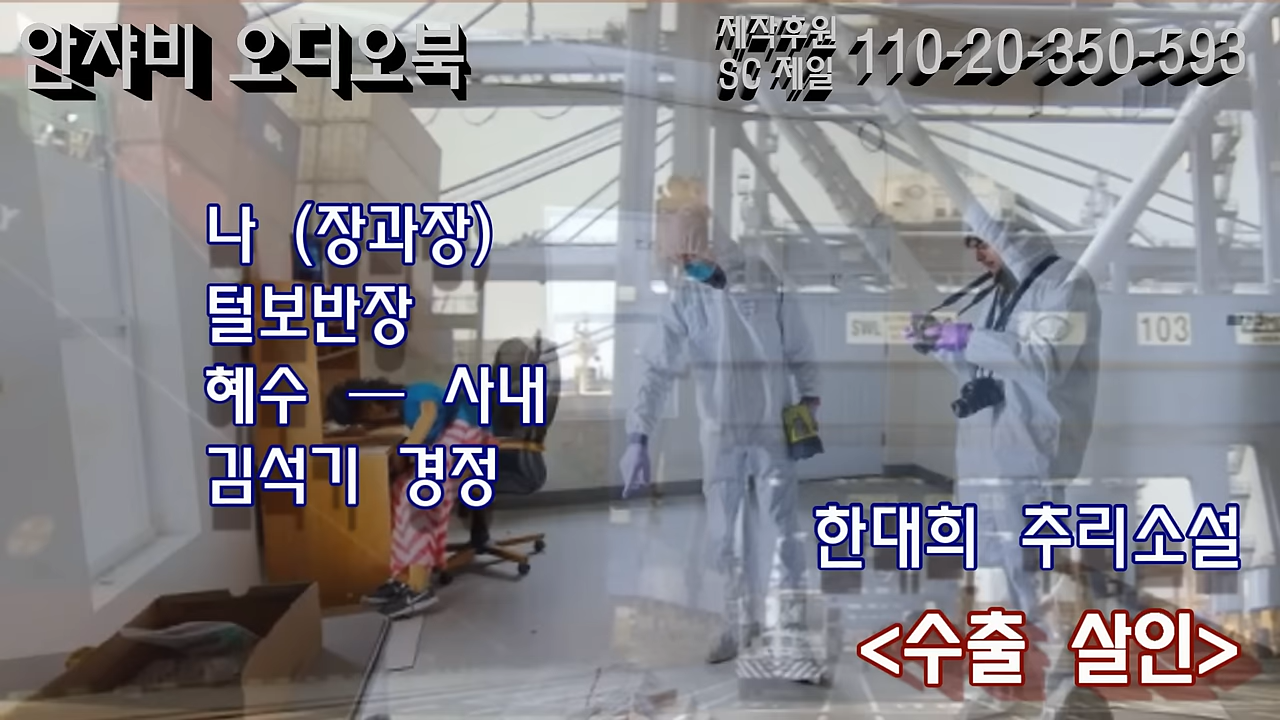 안쟈비 오디오북
제작후원
SC 제일
110-20-350-593
나 (장과장)
털보반장
혜수 — 사내
김석기 경정
SWL
103
한대희 추리소설
<수출 살인>